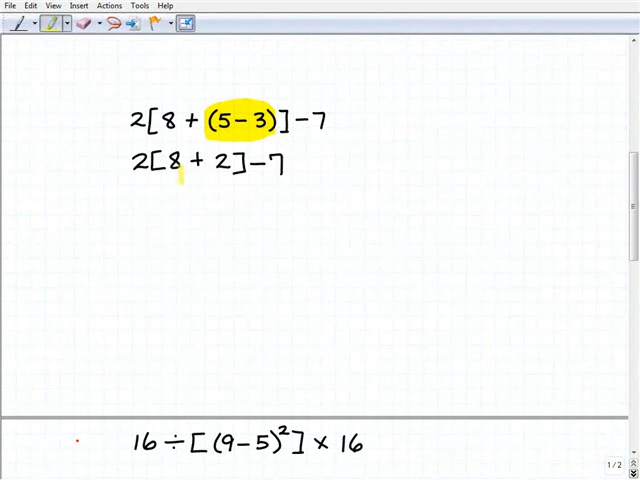 File Edit View Insert Actions Tools Help
2[8 + (5 − 3)] − 7
2[8 + 2] − 7
16 ÷ [(9 − 5)²] × 16
1 / 2